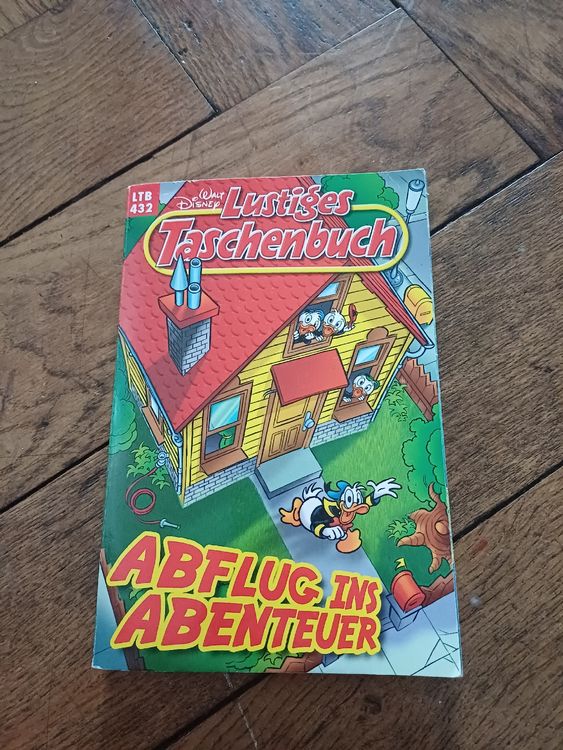 LTB
432
WALT
DISNEY
Lustiges
Taschenbuch
ABFLUG INS
ABENTEUER